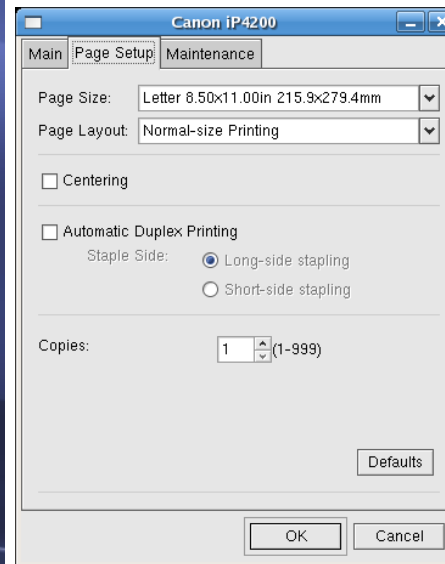 Canon iP4200
Main Page Setup Maintenance
Page Size: Letter 8.50x11.00in 215.9x279.4mm
Page Layout: Normal-size Printing
Centering
Automatic Duplex Printing
Staple Side: Long-side stapling
Short-side stapling
Copies: 1 (1-999)
Defaults
OK Cancel